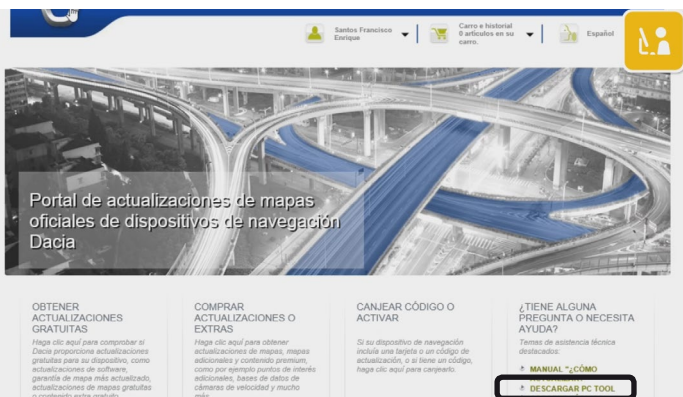 Santos Francisco
Enrique
Carro e historial
0 artículos en su
carro.
Español
Portal de actualizaciones de mapas
oficiales de dispositivos de navegación
Dacia
OBTENER
ACTUALIZACIONES
GRATUITAS
Haga clic aquí para comprobar si
Dacia proporciona actualizaciones
gratuitas para su dispositivo, como
actualizaciones de software,
garantía de mapa más actualizado,
actualizaciones de mapas gratuitas
o contenido extra gratuito.
COMPRAR
ACTUALIZACIONES O
EXTRAS
Haga clic aquí para obtener
actualizaciones de mapas, mapas
adicionales y contenido premium,
como por ejemplo puntos de interés
adicionales, bases de datos de
cámaras de velocidad y mucho
más.
CANJEAR CÓDIGO O
ACTIVAR
Si su dispositivo de navegación
incluía una tarjeta o un código de
actualización, o si tiene un código,
haga clic aquí para canjearlo.
¿TIENE ALGUNA
PREGUNTA O NECESITA
AYUDA?
Temas de asistencia técnica
destacados:
MANUAL "¿CÓMO
DESCARGAR PC TOOL